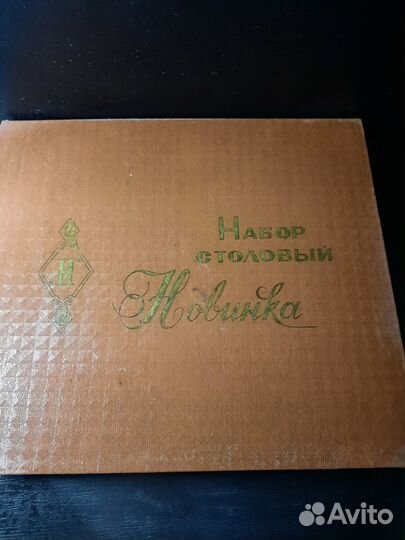 Набор
столовый
Новинка
Н
Avito